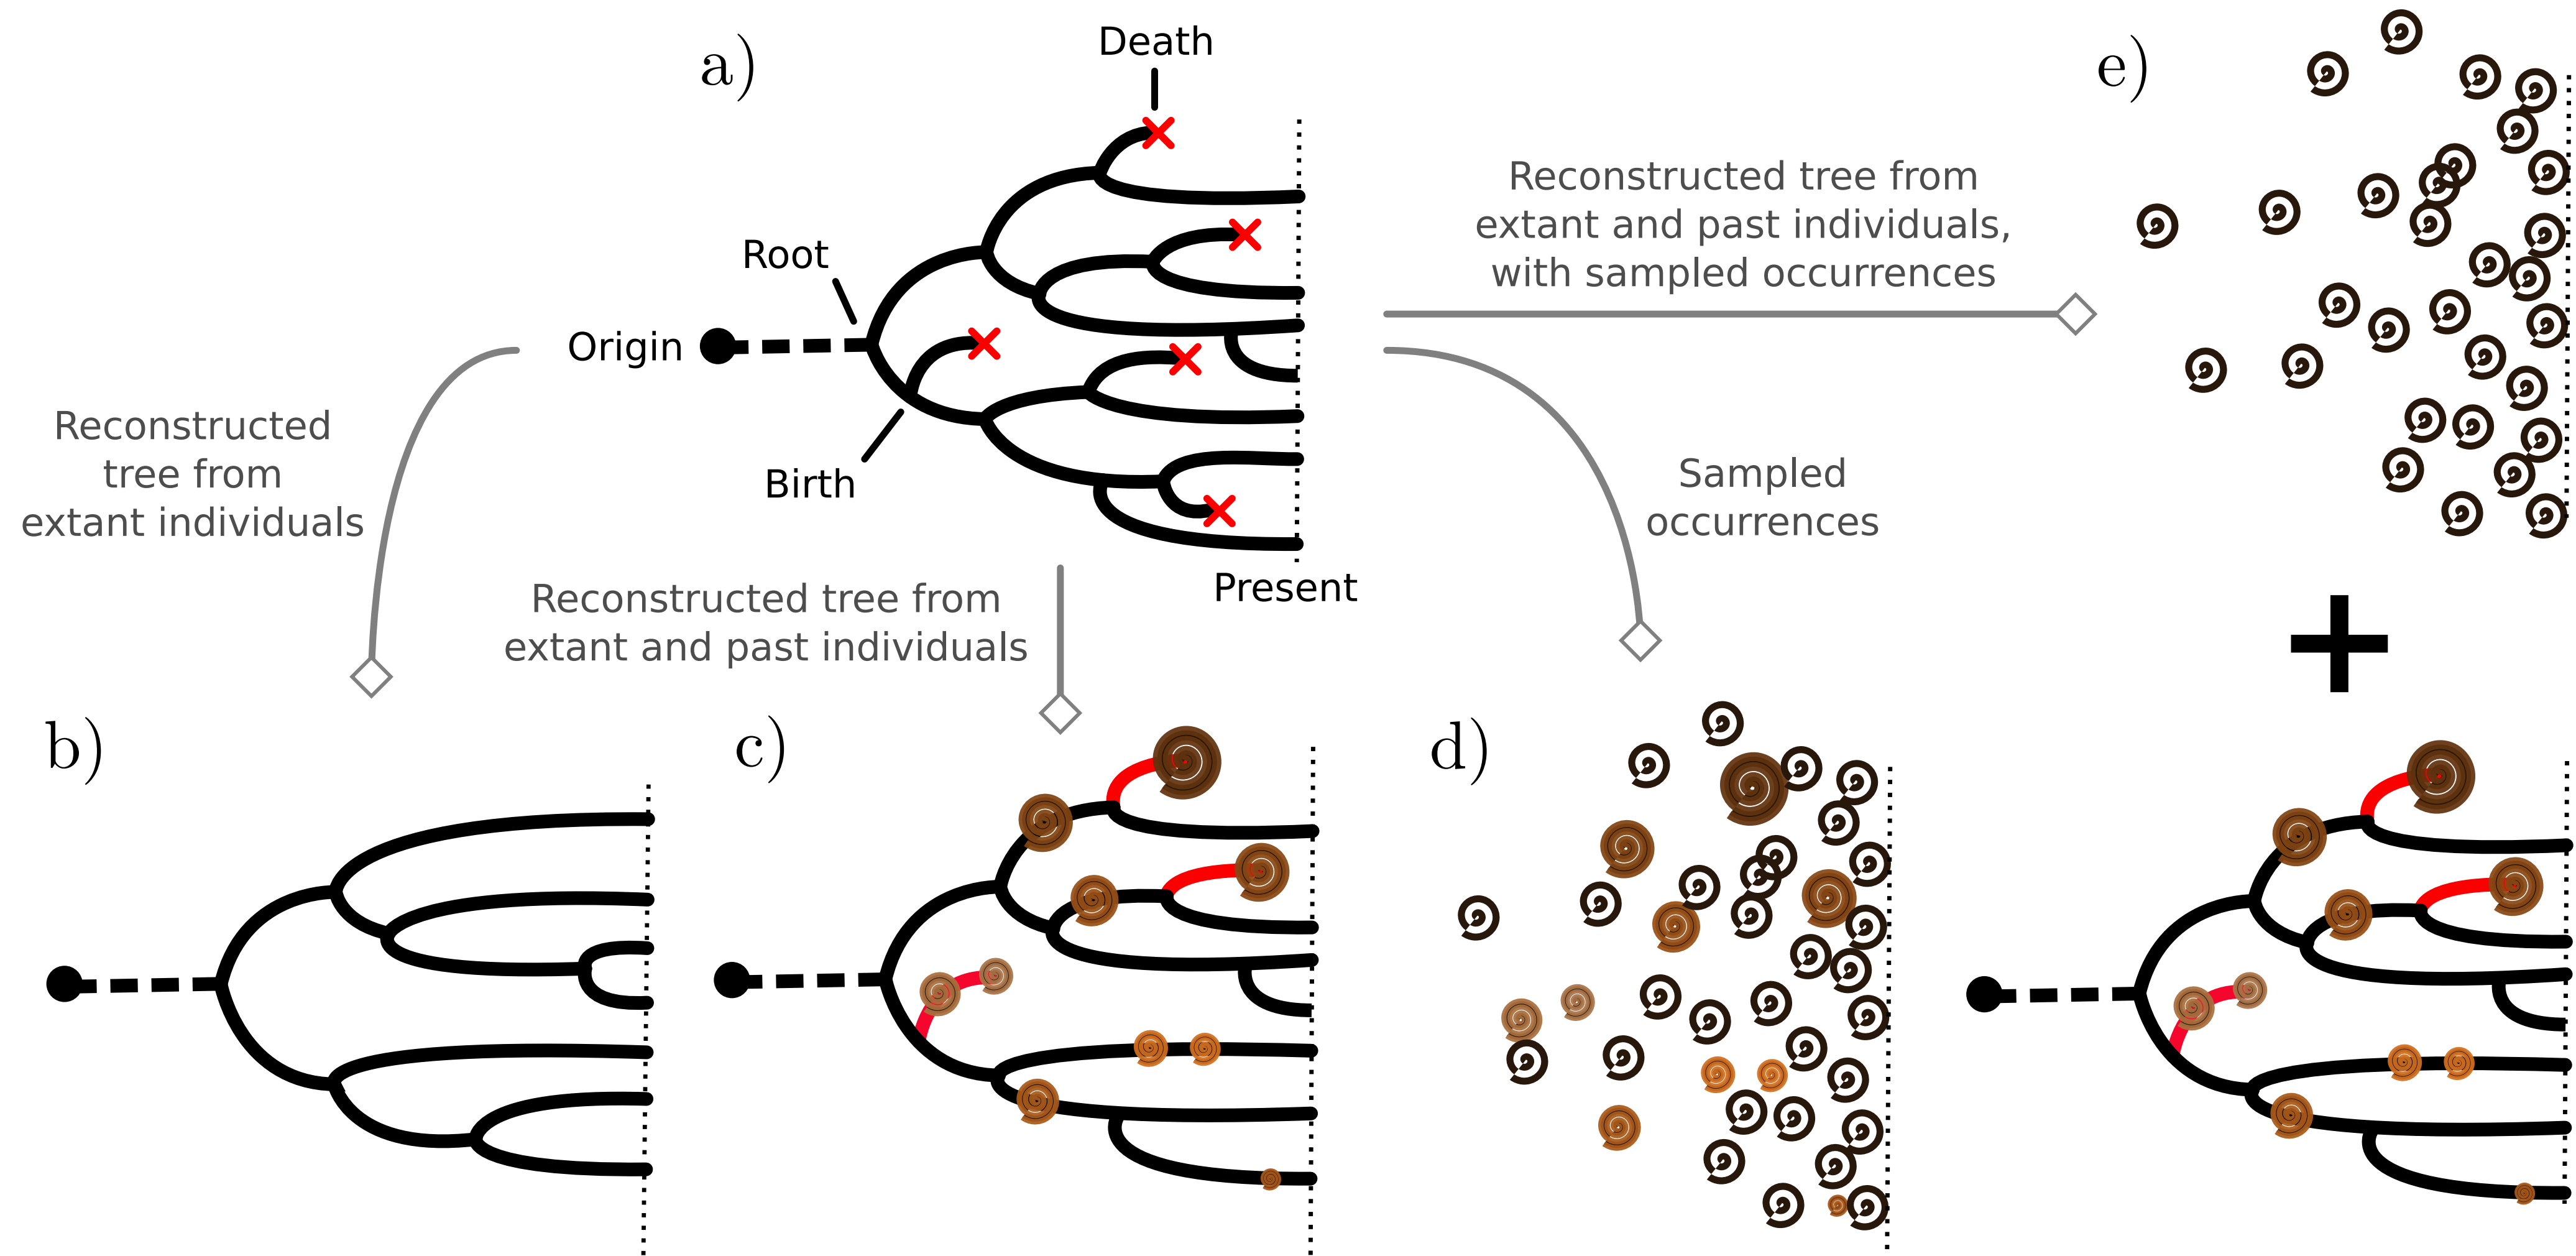 a)
Death
e)
Reconstructed tree from
extant and past individuals,
with sampled occurrences
Root
Origin
Reconstructed
tree from
extant individuals
Birth
Sampled
occurrences
Present
Reconstructed tree from
extant and past individuals
b)
c)
d)